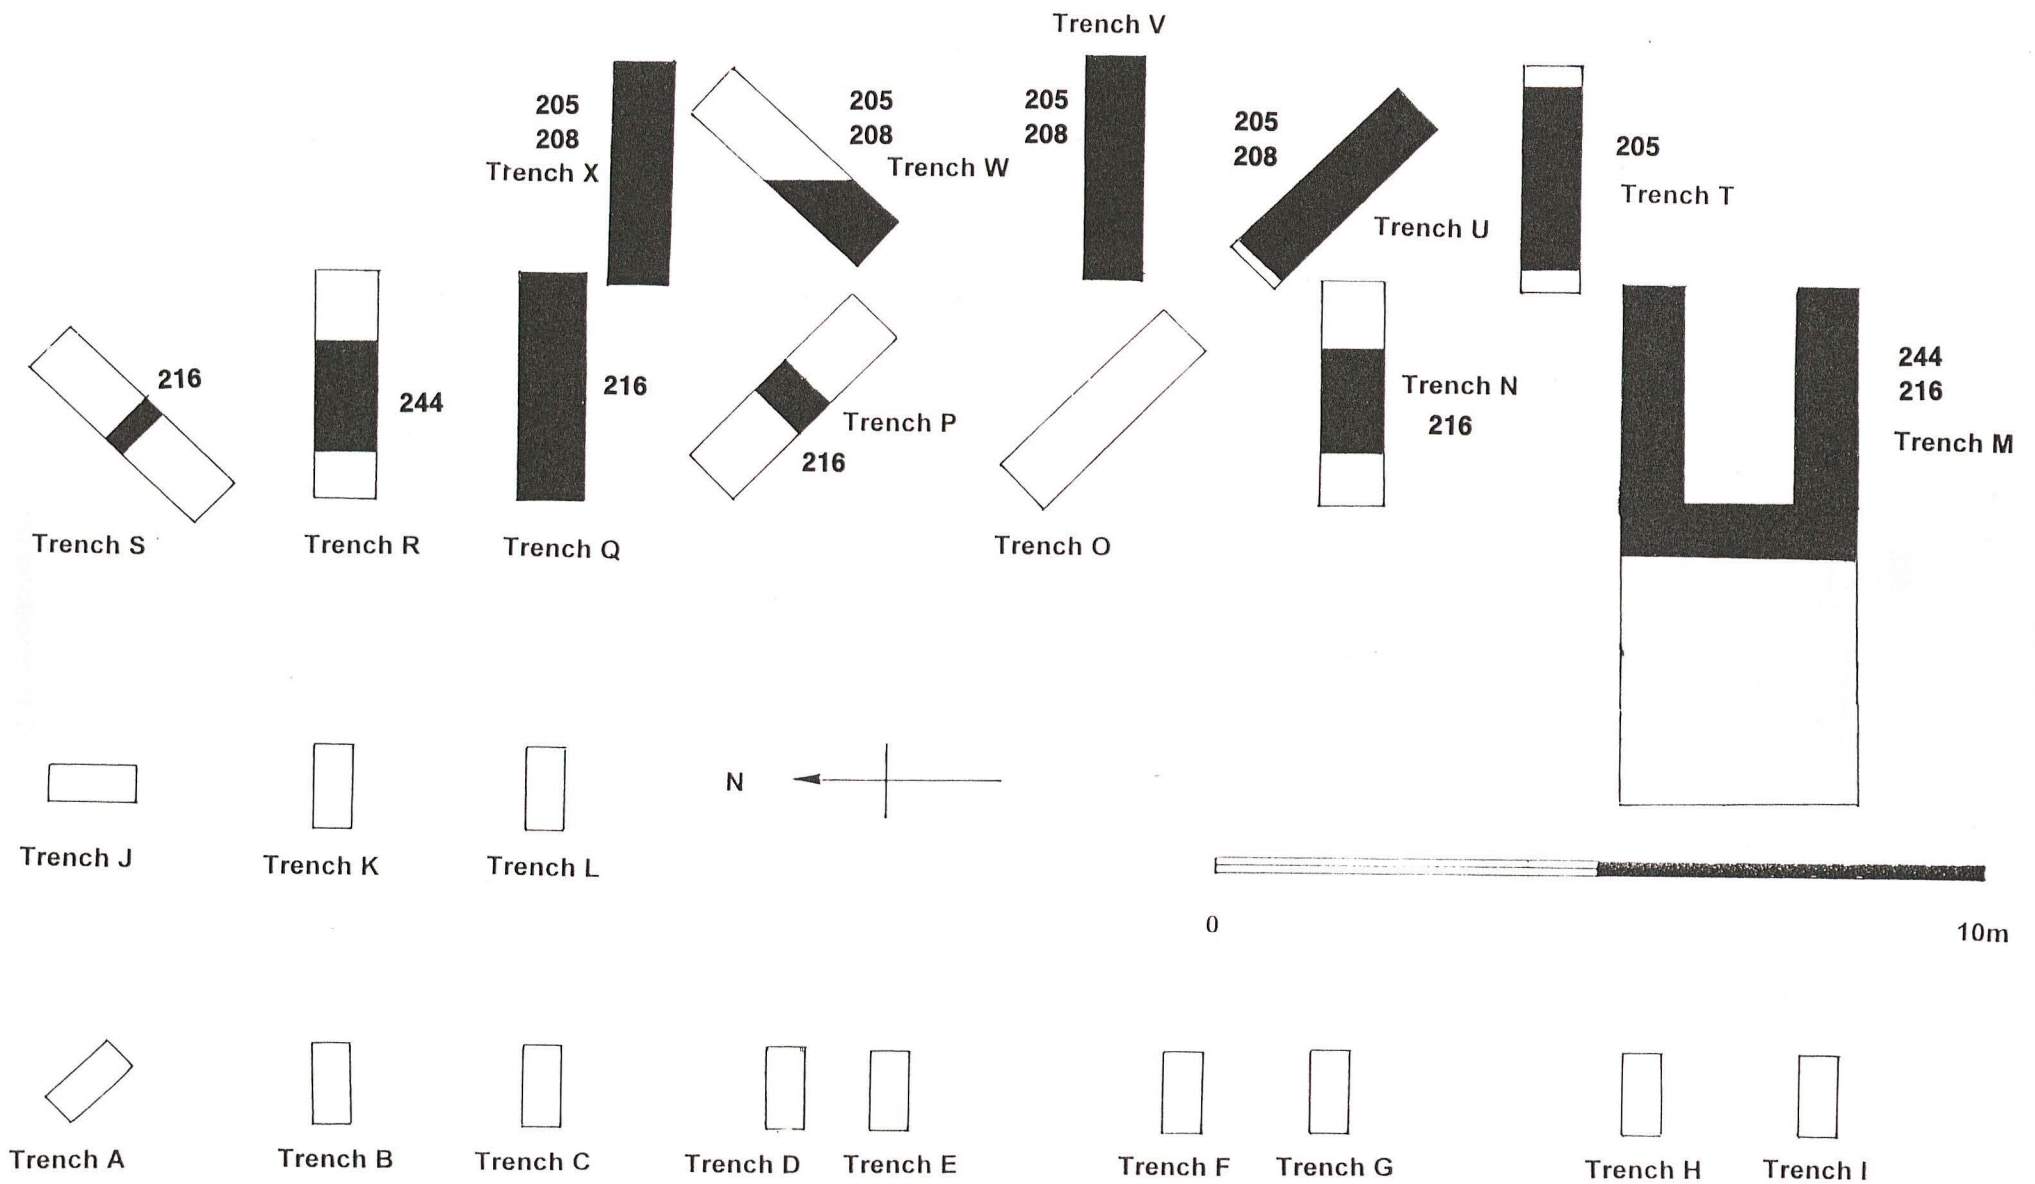 Trench V
205
208
Trench X
205
208
Trench W
205
208
205
208
Trench U
205
Trench T
216
Trench S
244
Trench R
216
Trench Q
Trench P
216
Trench O
Trench N
216
244
216
Trench M
Trench J
Trench K
Trench L
N
0
10m
Trench A
Trench B
Trench C
Trench D
Trench E
Trench F
Trench G
Trench H
Trench I